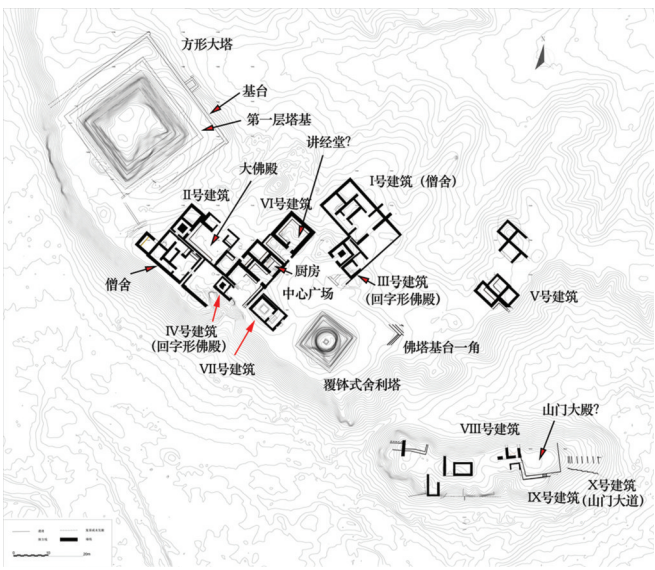 方形大塔
基台
第一层塔基
讲经堂?
大佛殿
I号建筑（僧舍）
II号建筑
VI号建筑
厨房
III号建筑
(回字形佛殿)
中心广场
僧舍
V号建筑
IV号建筑
(回字形佛殿)
佛塔基台一角
VII号建筑
覆钵式舍利塔
山门大殿?
VIII号建筑
X号建筑
(山门大道)
IX号建筑